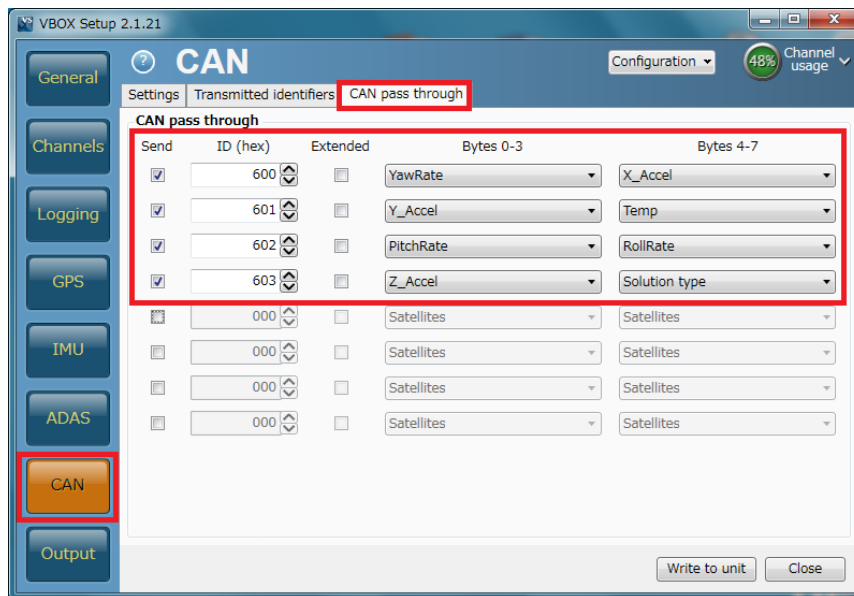 VBOX Setup 2.1.21
General
Channels
Logging
GPS
IMU
ADAS
CAN
Output
? CAN
Configuration
48% Channel usage
Settings Transmitted identifiers CAN pass through
CAN pass through
Send ID (hex) Extended Bytes 0-3 Bytes 4-7
600 YawRate X_Accel
601 Y_Accel Temp
602 PitchRate RollRate
603 Z_Accel Solution type
000 Satellites Satellites
000 Satellites Satellites
000 Satellites Satellites
000 Satellites Satellites
Write to unit Close